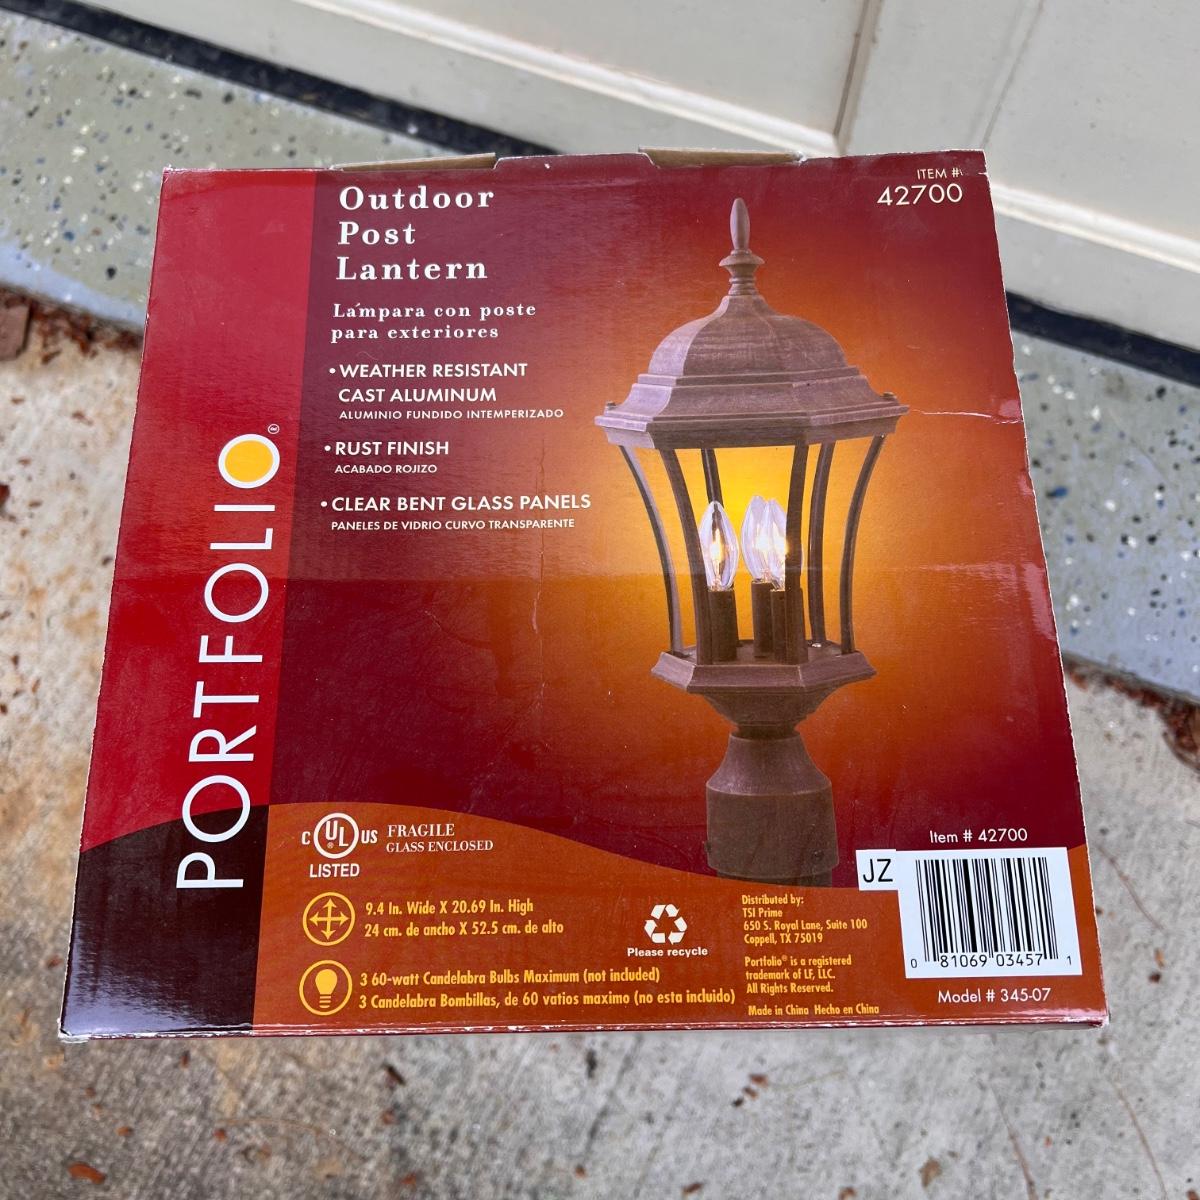 Outdoor
Post
Lantern
Lámpara con poste
para exteriores
• WEATHER RESISTANT
CAST ALUMINUM
ALUMINIO FUNDIDO INTEMPERIZADO
• RUST FINISH
ACABADO ROJIZO
• CLEAR BENT GLASS PANELS
PANELES DE VIDRIO CURVO TRANSPARENTE
ITEM #
42700
PORTFOLIO®
C UL® US
LISTED
FRAGILE
GLASS ENCLOSED
9.4 In. Wide X 20.69 In. High
24 cm. de ancho X 52.5 cm. de alto
3 60-watt Candelabra Bulbs Maximum (not included)
3 Candelabra Bombillas, de 60 vatios maximo (no esta incluido)
Please recycle
Distributed by:
TSI Prime
650 S. Royal Lane, Suite 100
Coppell, TX 75019
Portfolio® is a registered
trademark of LF, LLC.
All Rights Reserved.
Made in China Hecho en China
Item # 42700
JZ
0 81069 03457 1
Model # 345-07